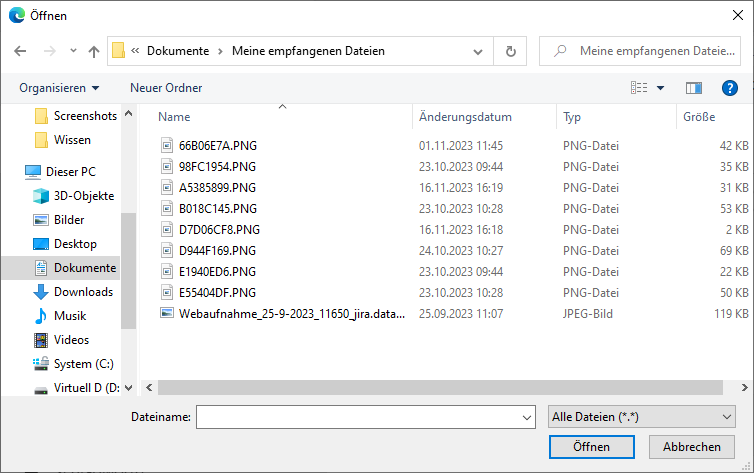 Öffnen
« Dokumente > Meine empfangenen Dateien
Meine empfangenen Dateie...
Organisieren Neuer Ordner
Screenshots
Wissen
Dieser PC
3D-Objekte
Bilder
Desktop
Dokumente
Downloads
Musik
Videos
System (C:)
Virtuell D (D:
Name Änderungsdatum Typ Größe
66B06E7A.PNG 01.11.2023 11:45 PNG-Datei 42 KB
98FC1954.PNG 23.10.2023 09:44 PNG-Datei 35 KB
A5385899.PNG 16.11.2023 16:19 PNG-Datei 31 KB
B018C145.PNG 23.10.2023 10:28 PNG-Datei 53 KB
D7D06CF8.PNG 16.11.2023 16:18 PNG-Datei 2 KB
D944F169.PNG 24.10.2023 10:27 PNG-Datei 69 KB
E1940ED6.PNG 23.10.2023 09:44 PNG-Datei 22 KB
E55404DF.PNG 23.10.2023 10:28 PNG-Datei 50 KB
Webaufnahme_25-9-2023_11650_jira.data... 25.09.2023 11:07 JPEG-Bild 119 KB
Dateiname: Alle Dateien (*.*)
Öffnen Abbrechen